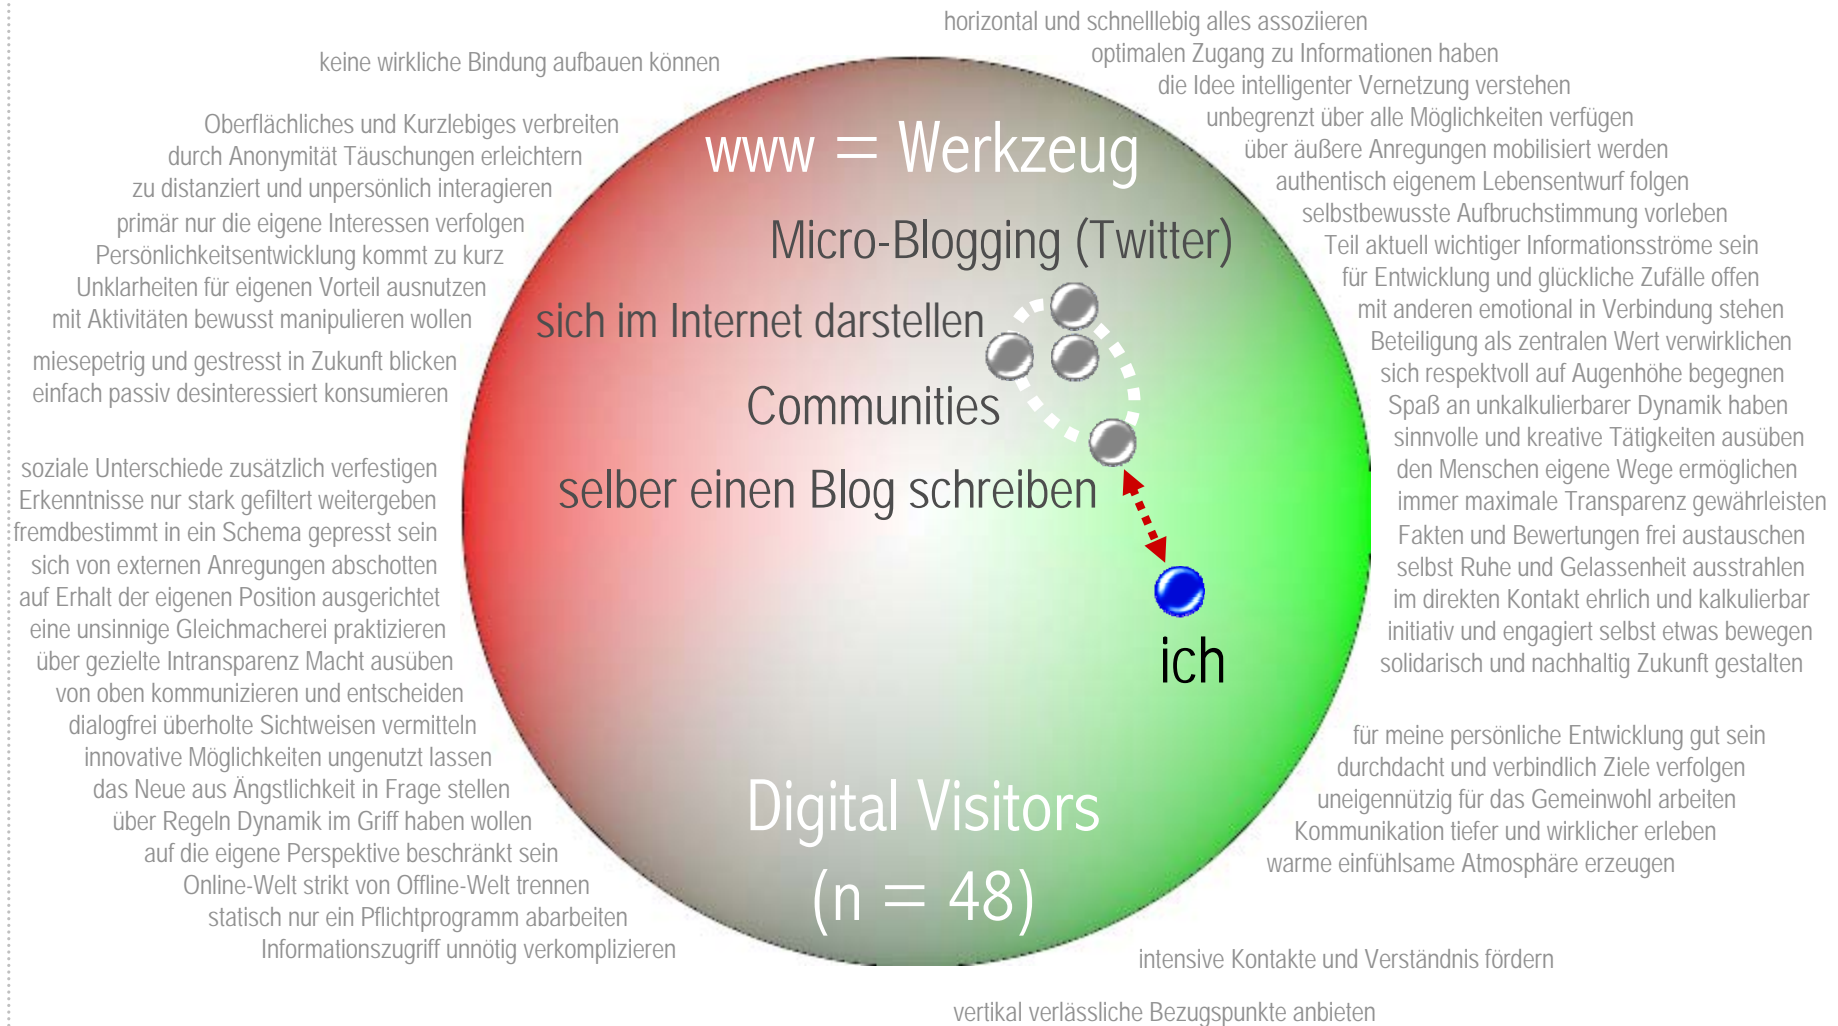 horizontal und schnelllebig alles assoziieren
optimalen Zugang zu Informationen haben
die Idee intelligenter Vernetzung verstehen
unbegrenzt über alle Möglichkeiten verfügen
über äußere Anregungen mobilisiert werden
authentisch eigenem Lebensentwurf folgen
selbstbewusste Aufbruchstimmung vorleben
Teil aktuell wichtiger Informationsströme sein
für Entwicklung und glückliche Zufälle offen
mit anderen emotional in Verbindung stehen
Beteiligung als zentralen Wert verwirklichen
sich respektvoll auf Augenhöhe begegnen
Spaß an unkalkulierbarer Dynamik haben
sinnvolle und kreative Tätigkeiten ausüben
den Menschen eigene Wege ermöglichen
immer maximale Transparenz gewährleisten
Fakten und Bewertungen frei austauschen
selbst Ruhe und Gelassenheit ausstrahlen
im direkten Kontakt ehrlich und kalkulierbar
initiativ und engagiert selbst etwas bewegen
solidarisch und nachhaltig Zukunft gestalten
für meine persönliche Entwicklung gut sein
durchdacht und verbindlich Ziele verfolgen
uneigennützig für das Gemeinwohl arbeiten
Kommunikation tiefer und wirklicher erleben
warme einfühlsame Atmosphäre erzeugen
intensive Kontakte und Verständnis fördern
vertikal verlässliche Bezugspunkte anbieten
keine wirkliche Bindung aufbauen können
Oberflächliches und Kurzlebiges verbreiten
durch Anonymität Täuschungen erleichtern
zu distanziert und unpersönlich interagieren
primär nur die eigene Interessen verfolgen
Persönlichkeitsentwicklung kommt zu kurz
Unklarheiten für eigenen Vorteil ausnutzen
mit Aktivitäten bewusst manipulieren wollen
miesepetrig und gestresst in Zukunft blicken
einfach passiv desinteressiert konsumieren
soziale Unterschiede zusätzlich verfestigen
Erkenntnisse nur stark gefiltert weitergeben
fremdbestimmt in ein Schema gepresst sein
sich von externen Anregungen abschotten
auf Erhalt der eigenen Position ausgerichtet
eine unsinnige Gleichmacherei praktizieren
über gezielte Intransparenz Macht ausüben
von oben kommunizieren und entscheiden
dialogfrei überholte Sichtweisen vermitteln
innovative Möglichkeiten ungenutzt lassen
das Neue aus Ängstlichkeit in Frage stellen
über Regeln Dynamik im Griff haben wollen
auf die eigene Perspektive beschränkt sein
Online-Welt strikt von Offline-Welt trennen
statisch nur ein Pflichtprogramm abarbeiten
Informationszugriff unnötig verkomplizieren
www = Werkzeug
Micro-Blogging (Twitter)
sich im Internet darstellen
Communities
selber einen Blog schreiben
ich
Digital Visitors
(n = 48)